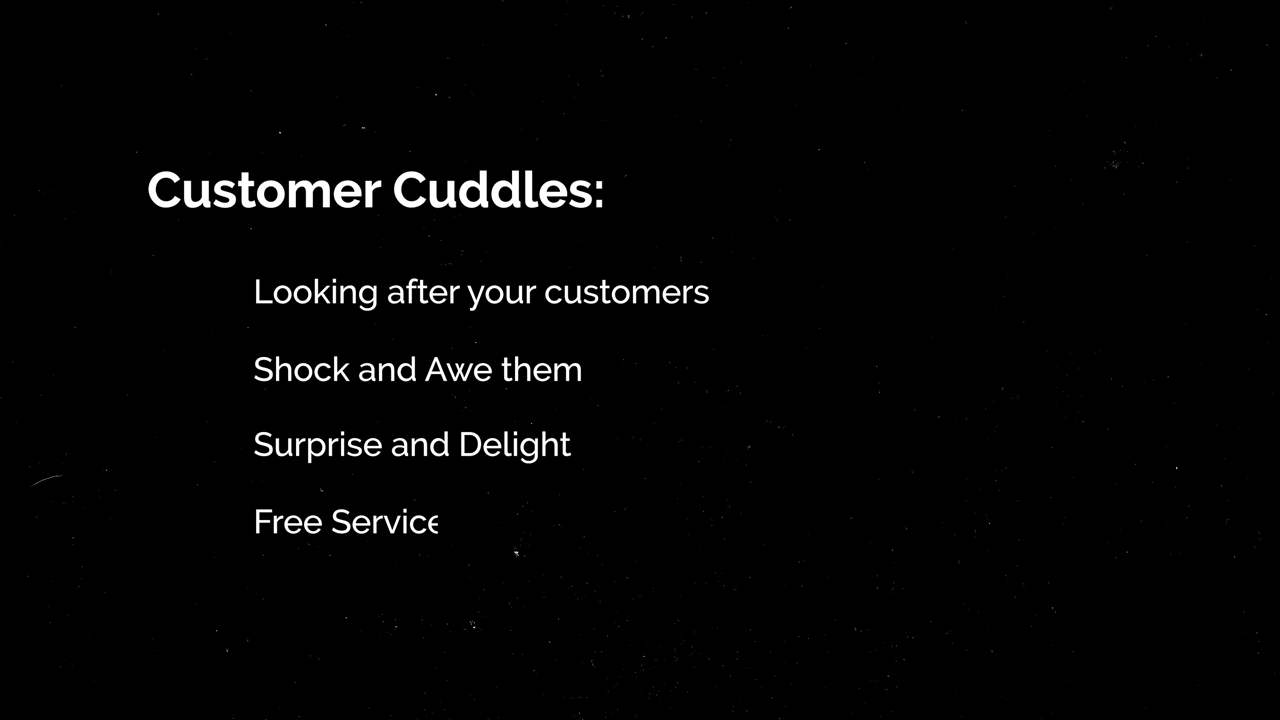 Customer Cuddles:
Looking after your customers
Shock and Awe them
Surprise and Delight
Free Service